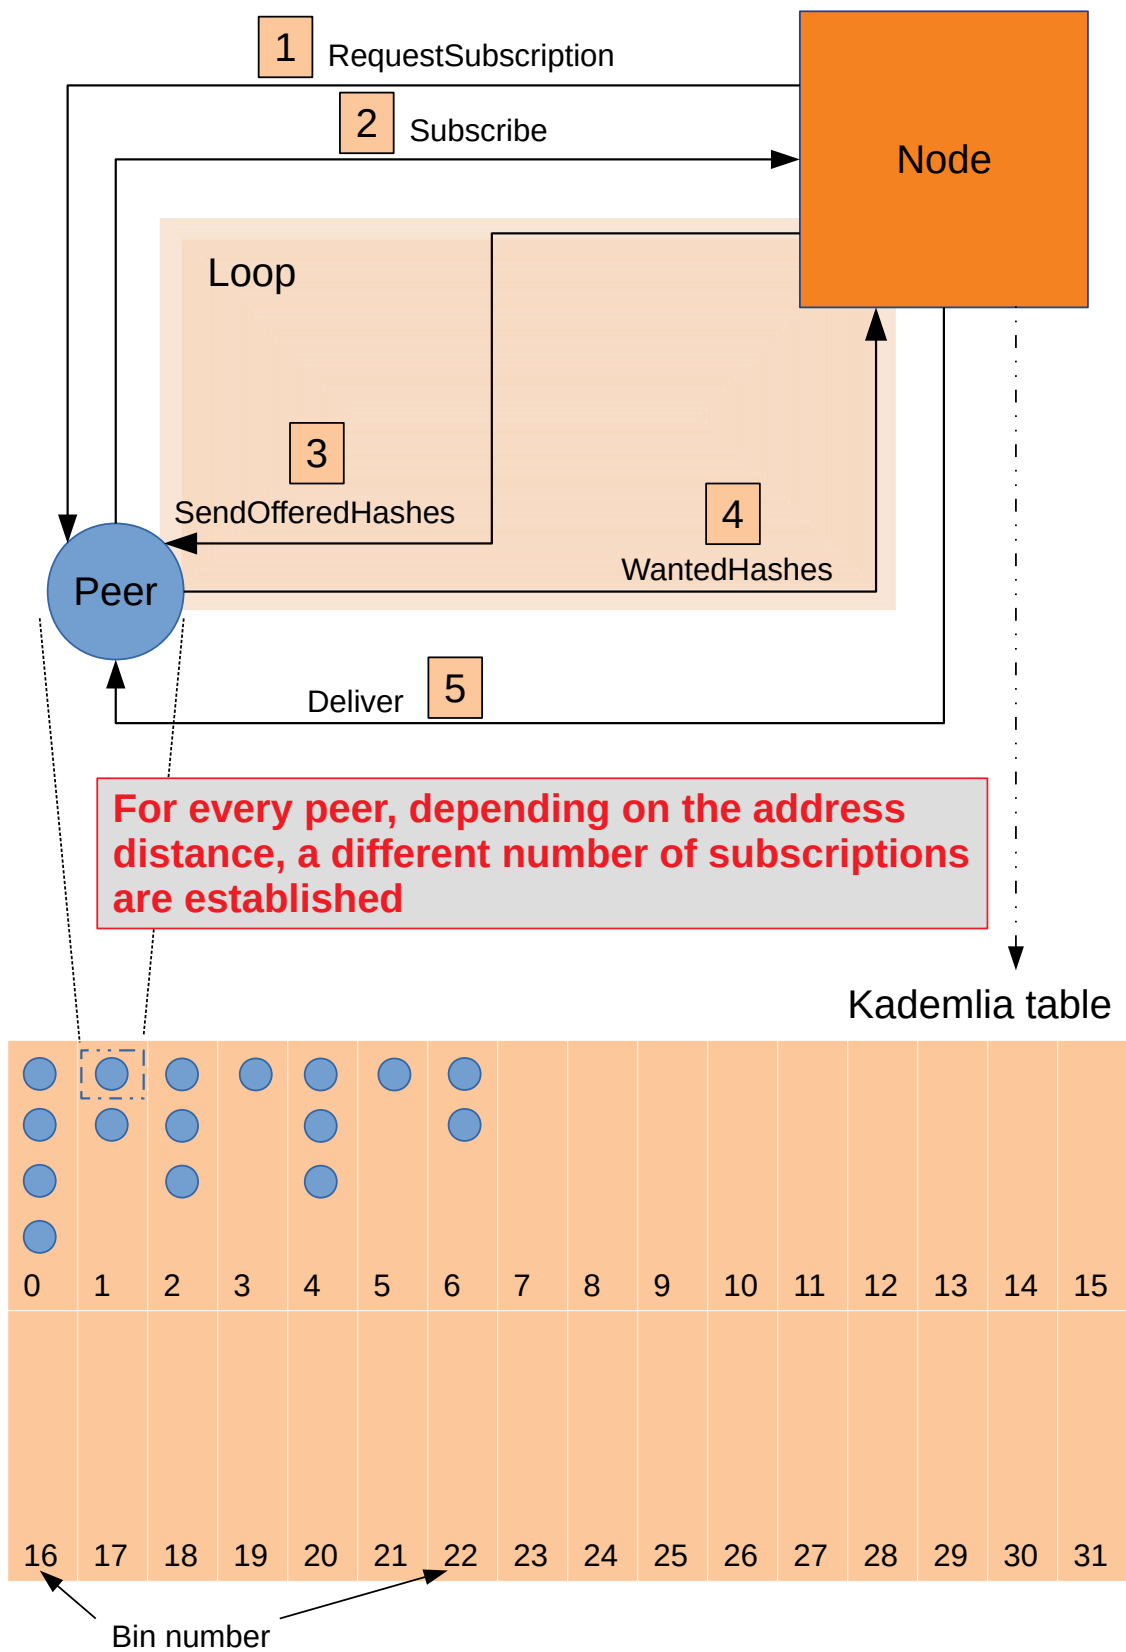 1 RequestSubscription
2 Subscribe
Node
Loop
3
SendOfferedHashes
4
WantedHashes
Peer
Deliver 5
For every peer, depending on the address
distance, a different number of subscriptions
are established
Kademlia table
0 1 2 3 4 5 6 7 8 9 10 11 12 13 14 15
16 17 18 19 20 21 22 23 24 25 26 27 28 29 30 31
Bin number